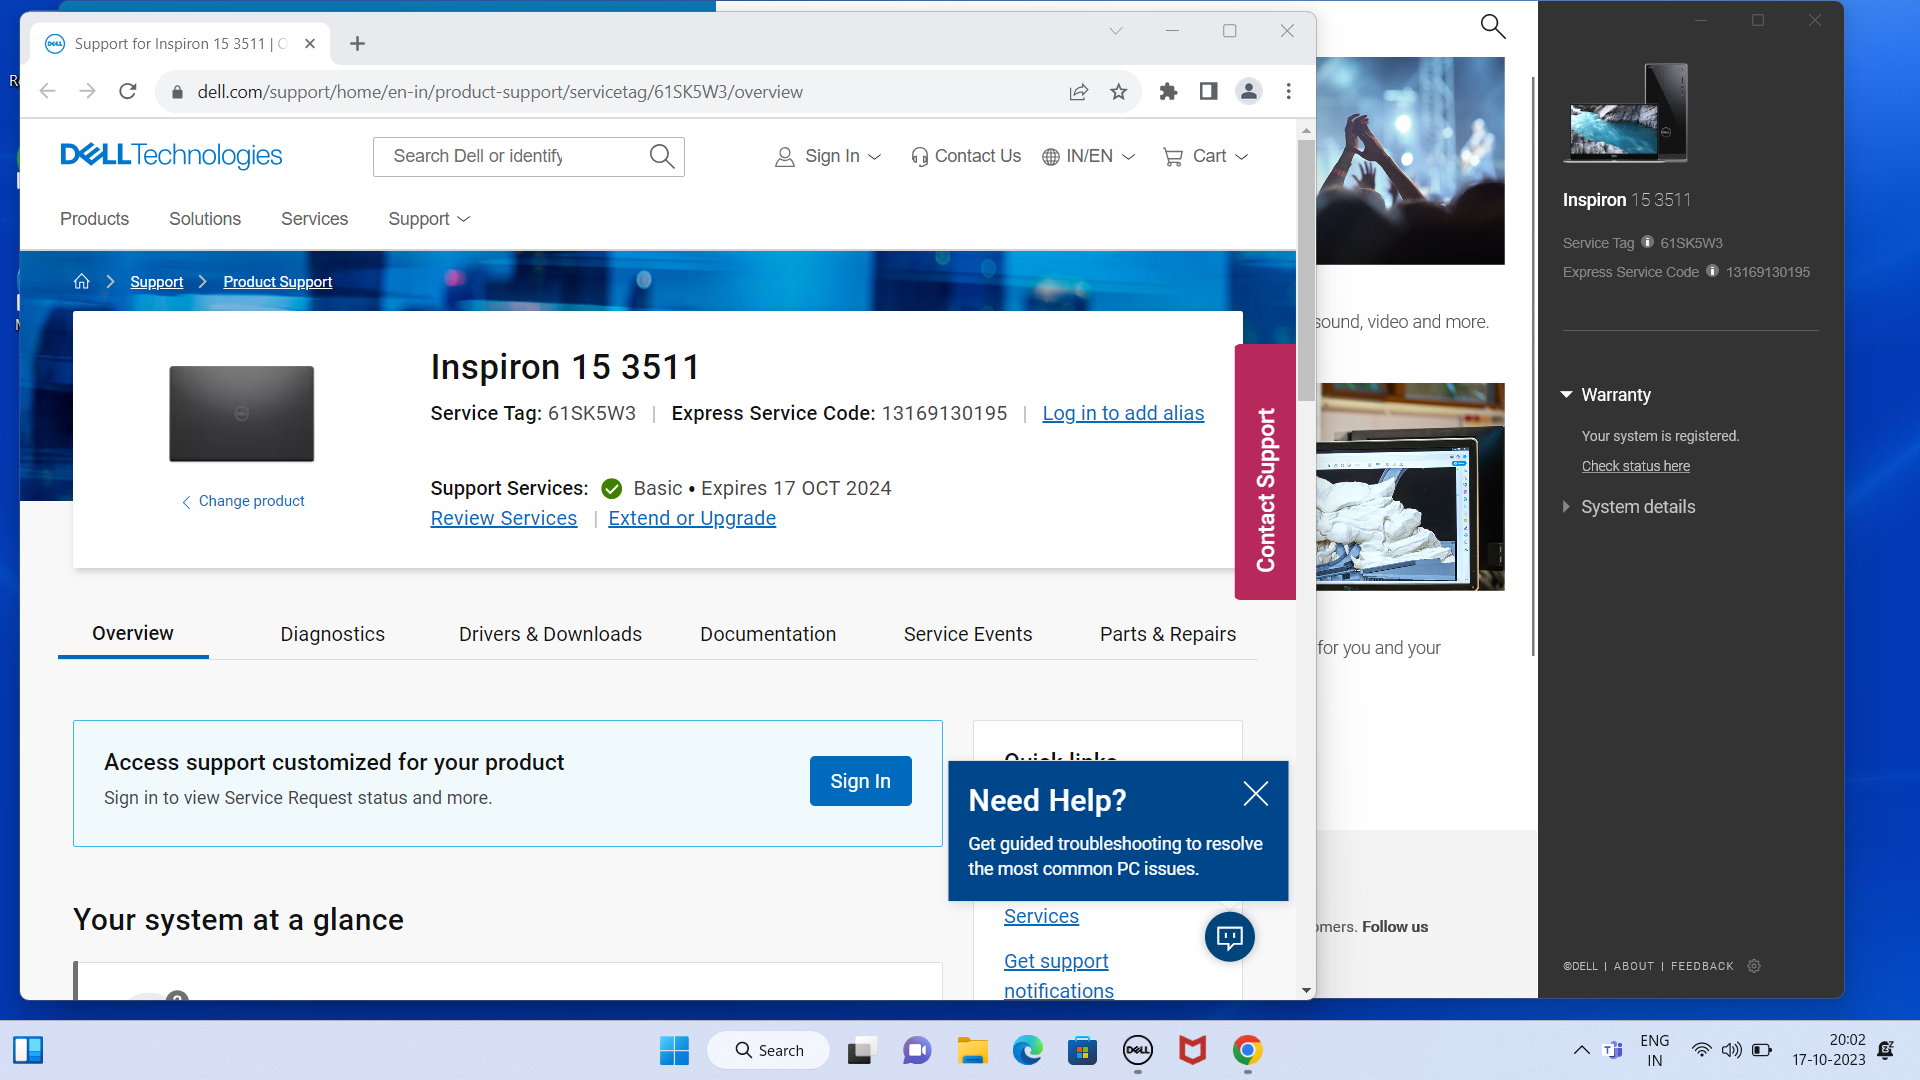 Support for Inspiron 15 3511 | O
dell.com/support/home/en-in/product-support/servicetag/61SK5W3/overview
DELL Technologies
Search Dell or identify
Sign In
Contact Us
IN/EN
Cart
Products
Solutions
Services
Support
Support
Product Support
Inspiron 15 3511
Service Tag: 61SK5W3 | Express Service Code: 13169130195 | Log in to add alias
Support Services: Basic • Expires 17 OCT 2024
Review Services | Extend or Upgrade
Change product
Contact Support
Overview
Diagnostics
Drivers & Downloads
Documentation
Service Events
Parts & Repairs
Access support customized for your product
Sign in to view Service Request status and more.
Sign In
Quick links
Need Help?
Get guided troubleshooting to resolve
the most common PC issues.
Services
Get support
notifications
Your system at a glance
sound, video and more.
for you and your
omers. Follow us
Inspiron 15 3511
Service Tag 61SK5W3
Express Service Code 13169130195
Warranty
Your system is registered.
Check status here
System details
©DELL | ABOUT | FEEDBACK
Search
ENG
IN
20:02
17-10-2023